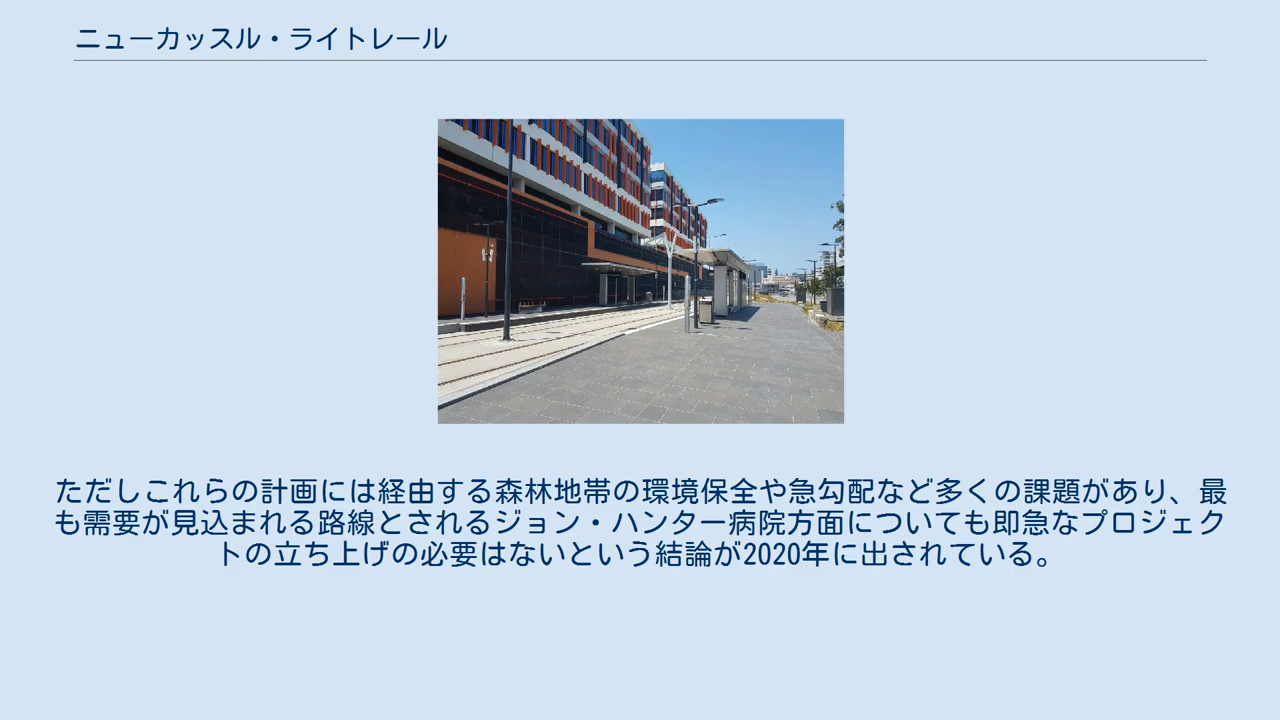 ニューカッスル・ライトレール
ただしこれらの計画には経由する森林地帯の環境保全や急勾配など多くの課題があり、最
も需要が見込まれる路線とされるジョン・ハンター病院方面についても即急なプロジェク
トの立ち上げの必要はないという結論が2020年に出されている。